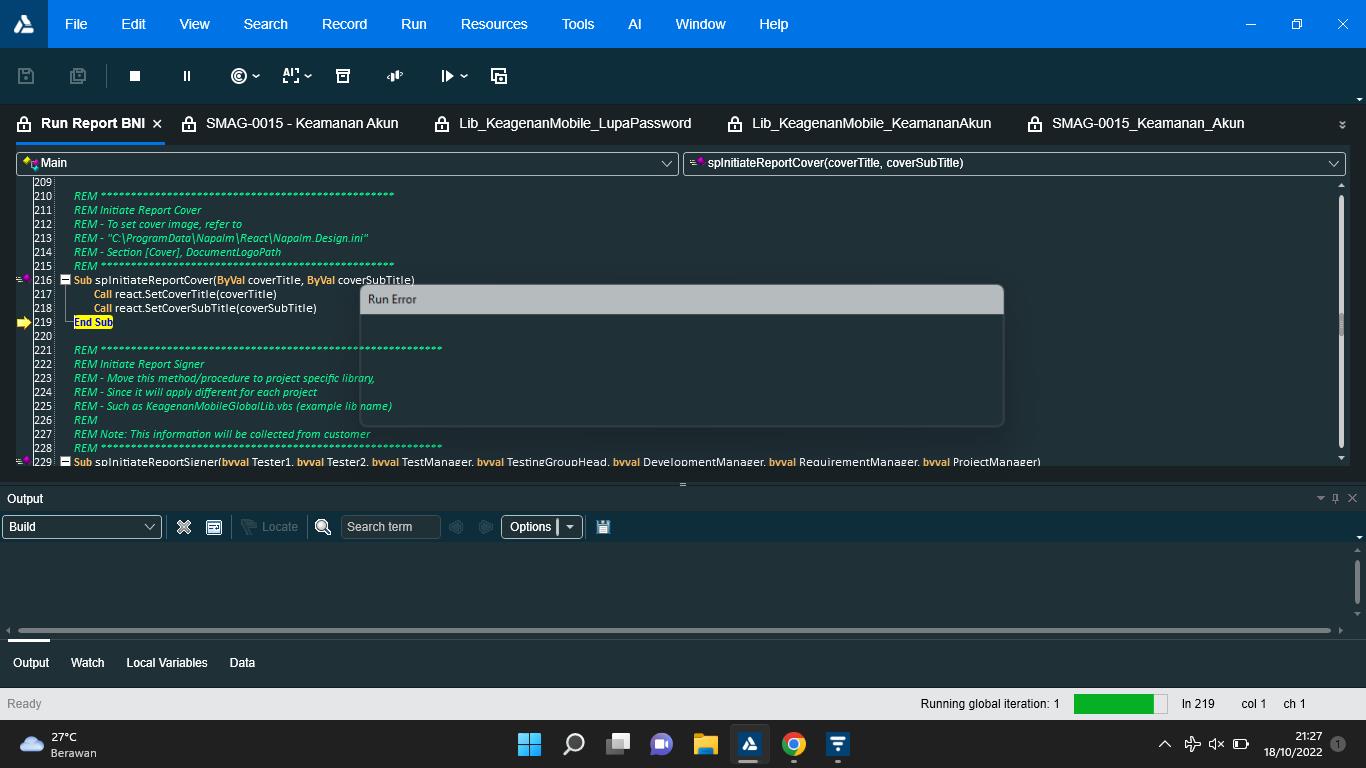 File Edit View Search Record Run Resources Tools AI Window Help
AI
Run Report BNI SMAG-0015 - Keamanan Akun Lib_KeagenanMobile_LupaPassword Lib_KeagenanMobile_KeamananAkun SMAG-0015_Keamanan_Akun
Main spInitiateReportCover(coverTitle, coverSubTitle)
209
210 REM *************************************************
211 REM Initiate Report Cover
212 REM - To set cover image, refer to
213 REM - "C:\ProgramData\Napalm\React\Napalm.Design.ini"
214 REM - Section [Cover], DocumentLogoPath
215 REM *************************************************
216 Sub spInitiateReportCover(ByVal coverTitle, ByVal coverSubTitle)
217 Call react.SetCoverTitle(coverTitle)
218 Call react.SetCoverSubTitle(coverSubTitle)
219 End Sub
220
221 REM *********************************************************
222 REM Initiate Report Signer
223 REM - Move this method/procedure to project specific library,
224 REM - Since it will apply different for each project
225 REM - Such as KeagenanMobileGlobalLib.vbs (example lib name)
226 REM
227 REM Note: This information will be collected from customer
228 REM *********************************************************
229 Sub spInitiateReportSigner(byval Tester1, byval Tester2, byval TestManager, byval TestingGroupHead, byval DevelopmentManager, byval RequirementManager, byval ProjectManager)
Run Error
Output
Build Locate Search term Options
Output Watch Local Variables Data
Ready Running global iteration: 1 ln 219 col 1 ch 1
27°C
Berawan
21:27
18/10/2022
1